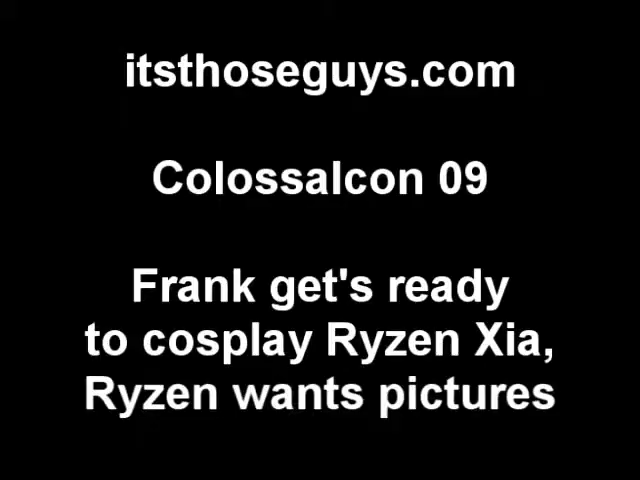 itsthoseguys.com
Colossalcon 09
Frank get's ready
to cosplay Ryzen Xia,
Ryzen wants pictures